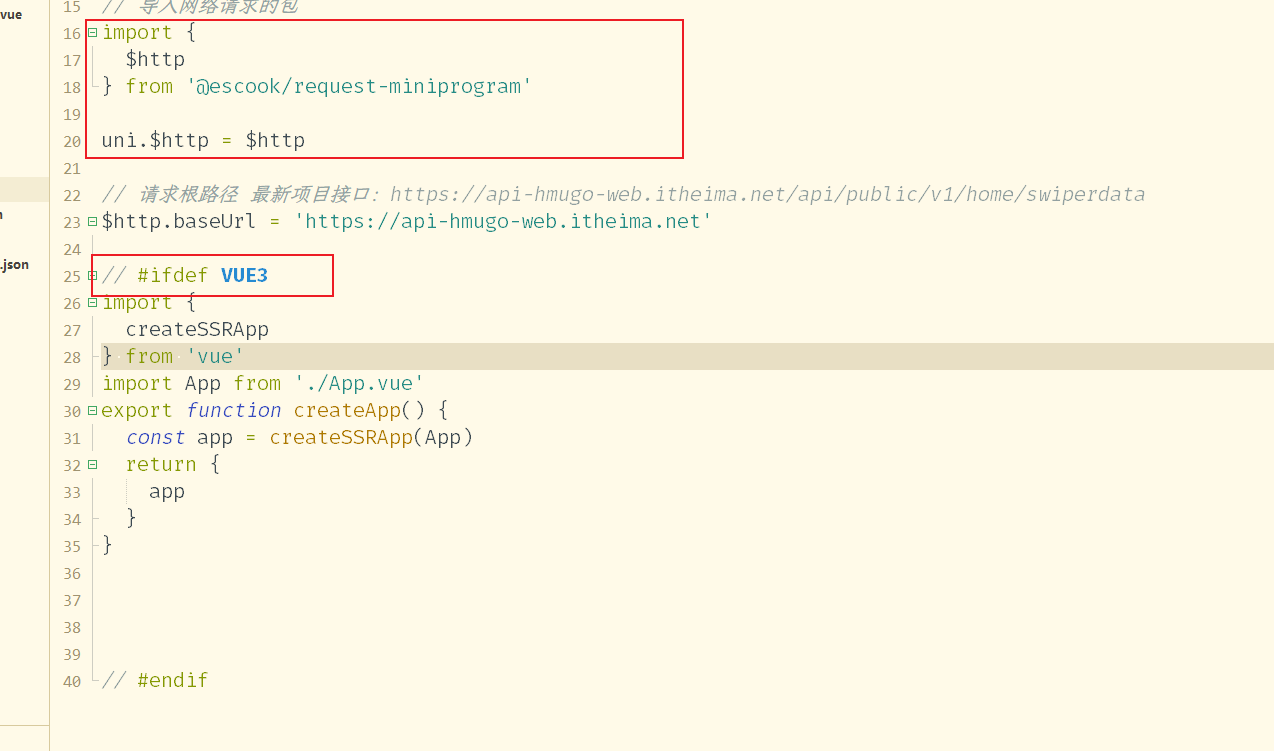 vue
.json
15 // 导入网络请求的包
16 import {
17 $http
18 } from '@escook/request-miniprogram'
19
20 uni.$http = $http
21
22 // 请求根路径 最新项目接口: https://api-hmugo-web.itheima.net/api/public/v1/home/swiperdata
23 $http.baseUrl = 'https://api-hmugo-web.itheima.net'
24
25 // #ifdef VUE3
26 import {
27 createSSRApp
28 } from 'vue'
29 import App from './App.vue'
30 export function createApp() {
31 const app = createSSRApp(App)
32 return {
33 app
34 }
35 }
36
37
38
39
40 // #endif